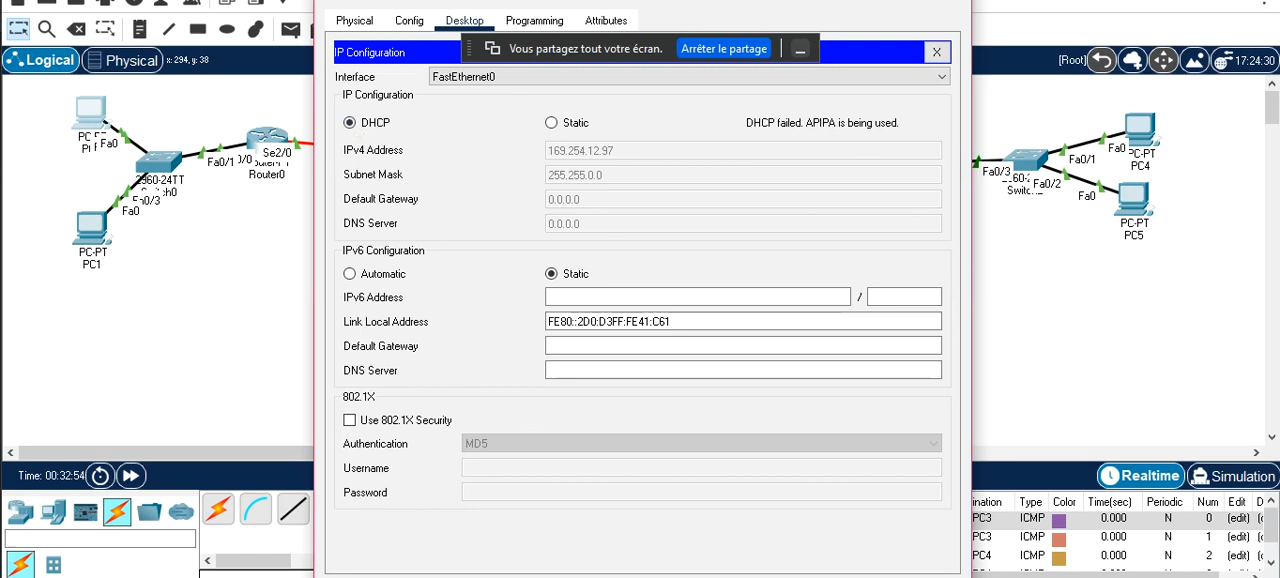 Physical Config Desktop Programming Attributes
Vous partagez tout votre écran. Arrêter le partage
Logical Physical x: 294, y: 38
IP Configuration X
[Root] 17:24:30
Interface FastEthernet0
IP Configuration
DHCP Static DHCP failed. APIPA is being used.
IPv4 Address 169.254.12.97
Subnet Mask 255.255.0.0
Default Gateway 0.0.0.0
DNS Server 0.0.0.0
IPv6 Configuration
Automatic Static
IPv6 Address /
Link Local Address FE80::2D0:D3FF:FE41:C61
Default Gateway
DNS Server
802.1X
Use 802.1X Security
Authentication MD5
Username
Password
Fa0
Fa0/1
Se2/0
Router0
2960-24TT
Fa0/3
Fa0
PC-PT
PC1
Fa0/3
Fa0/1
Fa0/2
Fa0
PC-PT
PC4
Fa0
PC-PT
PC5
Time: 00:32:54
Realtime Simulation
ination Type Color Time(sec) Periodic Num Edit D
PC3 ICMP 0.000 N 0 (edit)
PC3 ICMP 0.000 N 1 (edit)
PC4 ICMP 0.000 N 2 (edit)